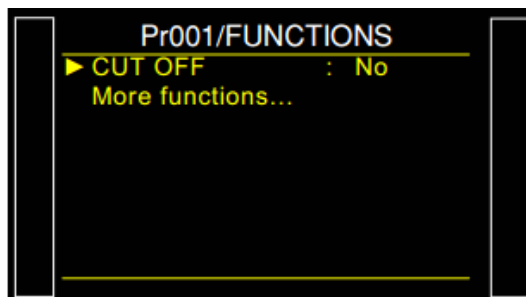 Pr001/FUNCTIONS
► CUT OFF : No
More functions...